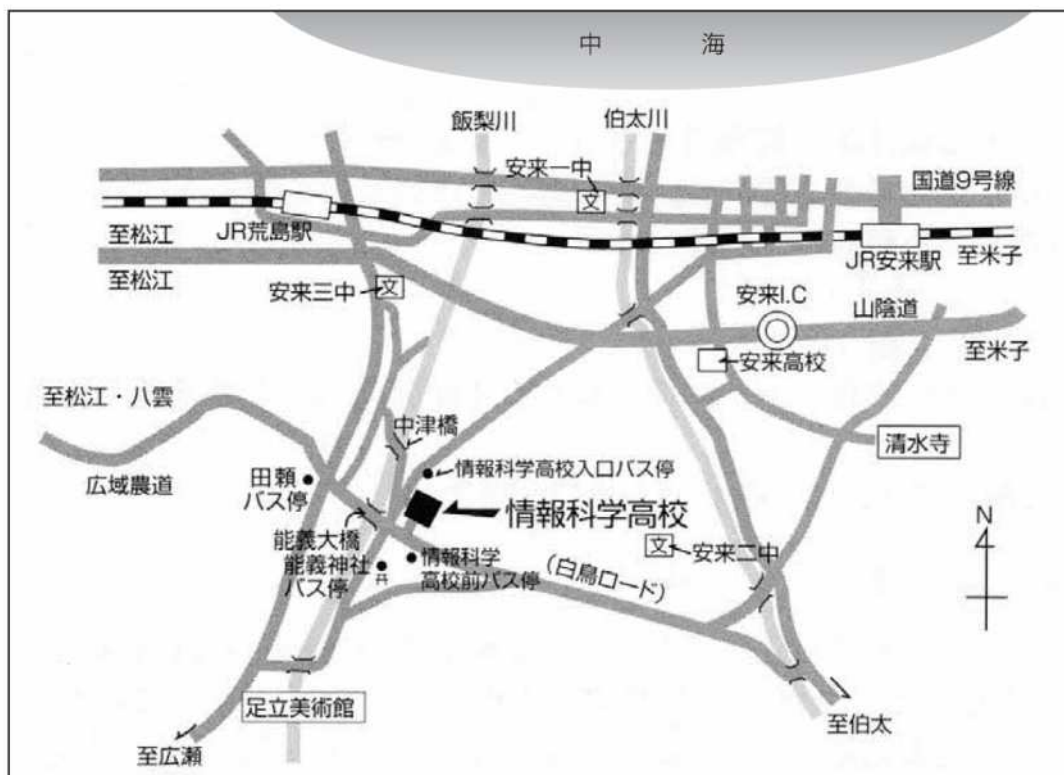 中 海
飯梨川
伯太川
安来一中
文
国道9号線
至松江
JR荒島駅
JR安来駅
至米子
至松江
安来三中
文
安来I.C
山陰道
至米子
安来高校
至松江・八雲
中津橋
清水寺
広域農道
田頼
バス停
情報科学高校入口バス停
情報科学高校
N
能義大橋
能義神社
バス停
情報科学
高校前バス停
文
安来二中
(白鳥ロード)
足立美術館
至広瀬
至伯太